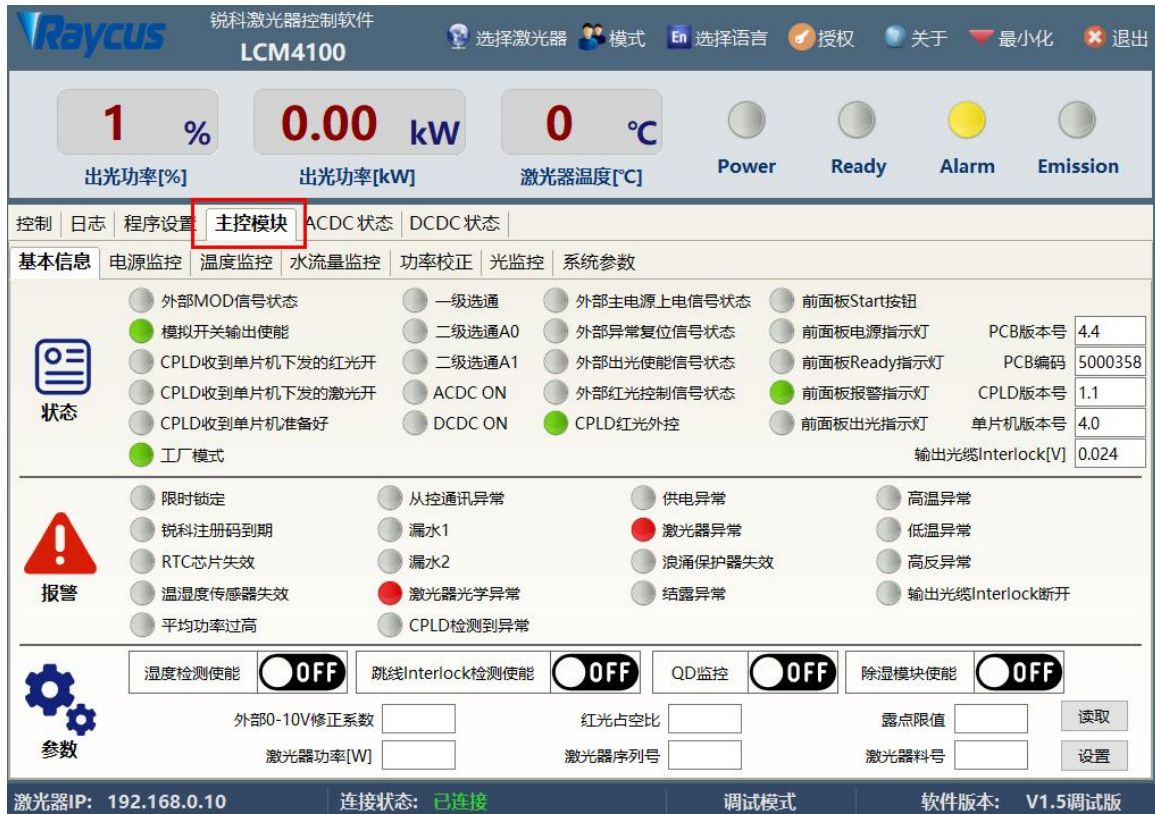 Raycus
锐科激光器控制软件
LCM4100
选择激光器 模式 En 选择语言 授权 关于 最小化 退出
1 % 0.00 kW 0 ℃
出光功率[%] 出光功率[kW] 激光器温度[℃] Power Ready Alarm Emission
控制 日志 程序设置 主控模块 ACDC 状态 DCDC 状态
基本信息 电源监控 温度监控 水流量监控 功率校正 光监控 系统参数
外部MOD信号状态 一级选通 外部主电源上电信号状态 前面板Start按钮
模拟开关输出使能 二级选通A0 外部异常复位信号状态 前面板电源指示灯 PCB版本号 4.4
CPLD收到单片机下发的红光开 二级选通A1 外部出光使能信号状态 前面板Ready指示灯 PCB编码 5000358
CPLD收到单片机下发的激光开 ACDC ON 外部红光控制信号状态 前面板报警指示灯 CPLD版本号 1.1
状态
CPLD收到单片机准备好 DCDC ON CPLD红光外控 前面板出光指示灯 单片机版本号 4.0
工厂模式 输出光缆Interlock[V] 0.024
限时锁定 从控通讯异常 供电异常 高温异常
锐科注册码到期 漏水1 激光器异常 低温异常
RTC芯片失效 漏水2 浪涌保护器失效 高反异常
报警 温湿度传感器失效 激光器光学异常 结露异常 输出光缆Interlock断开
平均功率过高 CPLD检测到异常
湿度检测使能 OFF 跳线Interlock检测使能 OFF QD监控 OFF 除湿模块使能 OFF
外部0-10V修正系数 红光占空比 露点限值 读取
参数 激光器功率[W] 激光器序列号 激光器料号 设置
激光器IP: 192.168.0.10 连接状态: 已连接 调试模式 软件版本: V1.5调试版